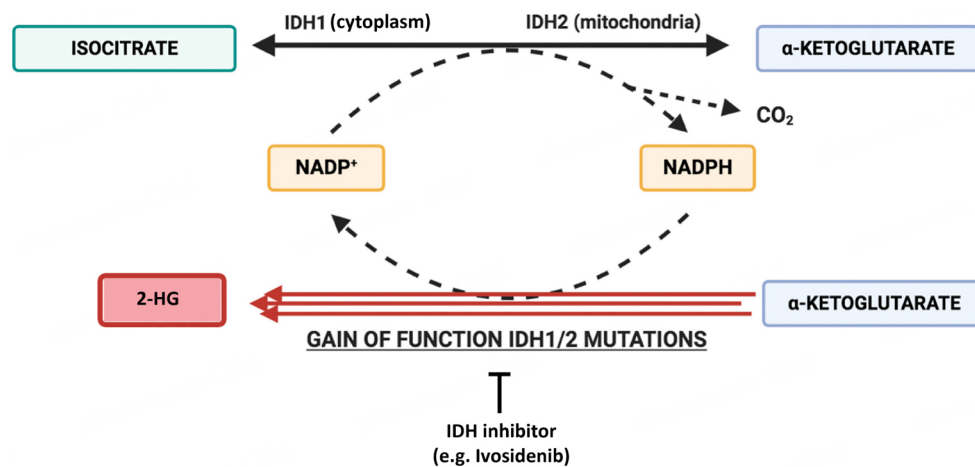 IDH1 (cytoplasm) IDH2 (mitochondria)
ISOCITRATE
α-KETOGLUTARATE
CO₂
NADP⁺
NADPH
2-HG
α-KETOGLUTARATE
GAIN OF FUNCTION IDH1/2 MUTATIONS
IDH inhibitor
(e.g. Ivosidenib)